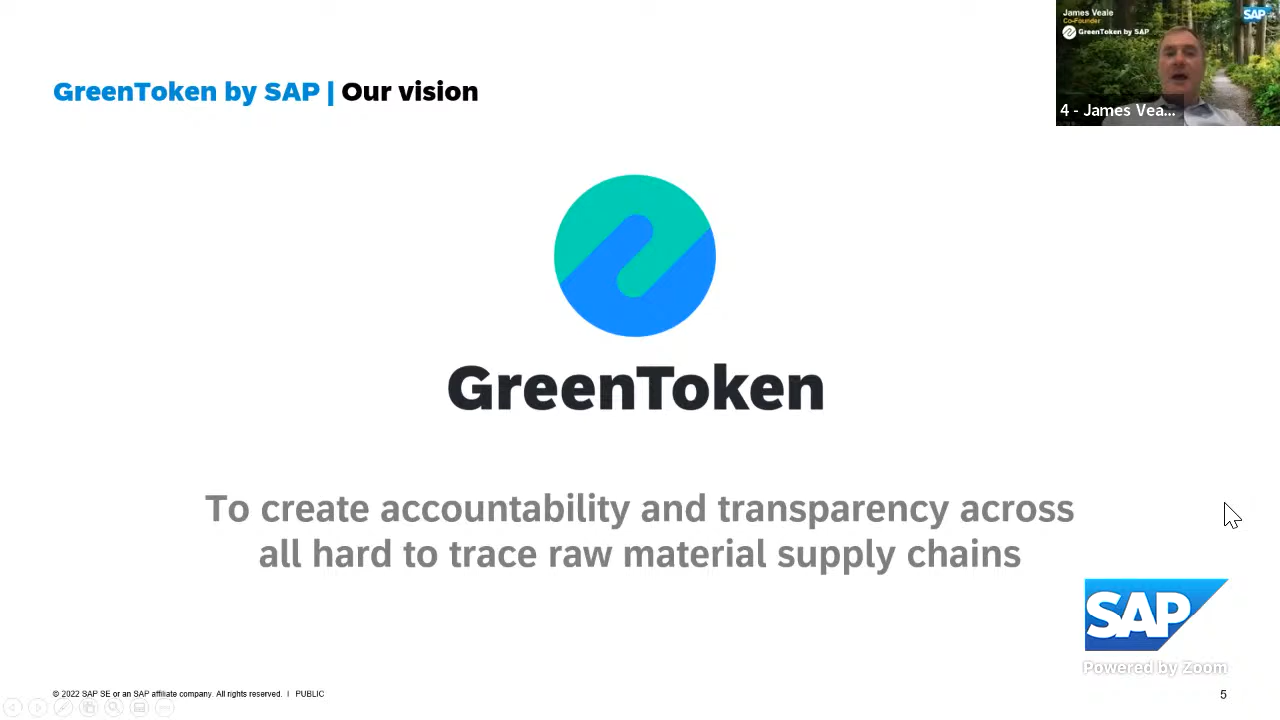 GreenToken by SAP | Our vision
James Veale
Co-Founder
GreenToken by SAP
SAP
4 - James Vea...
GreenToken
To create accountability and transparency across
all hard to trace raw material supply chains
SAP
Powered by Zoom
© 2022 SAP SE or an SAP affiliate company. All rights reserved. | PUBLIC
5